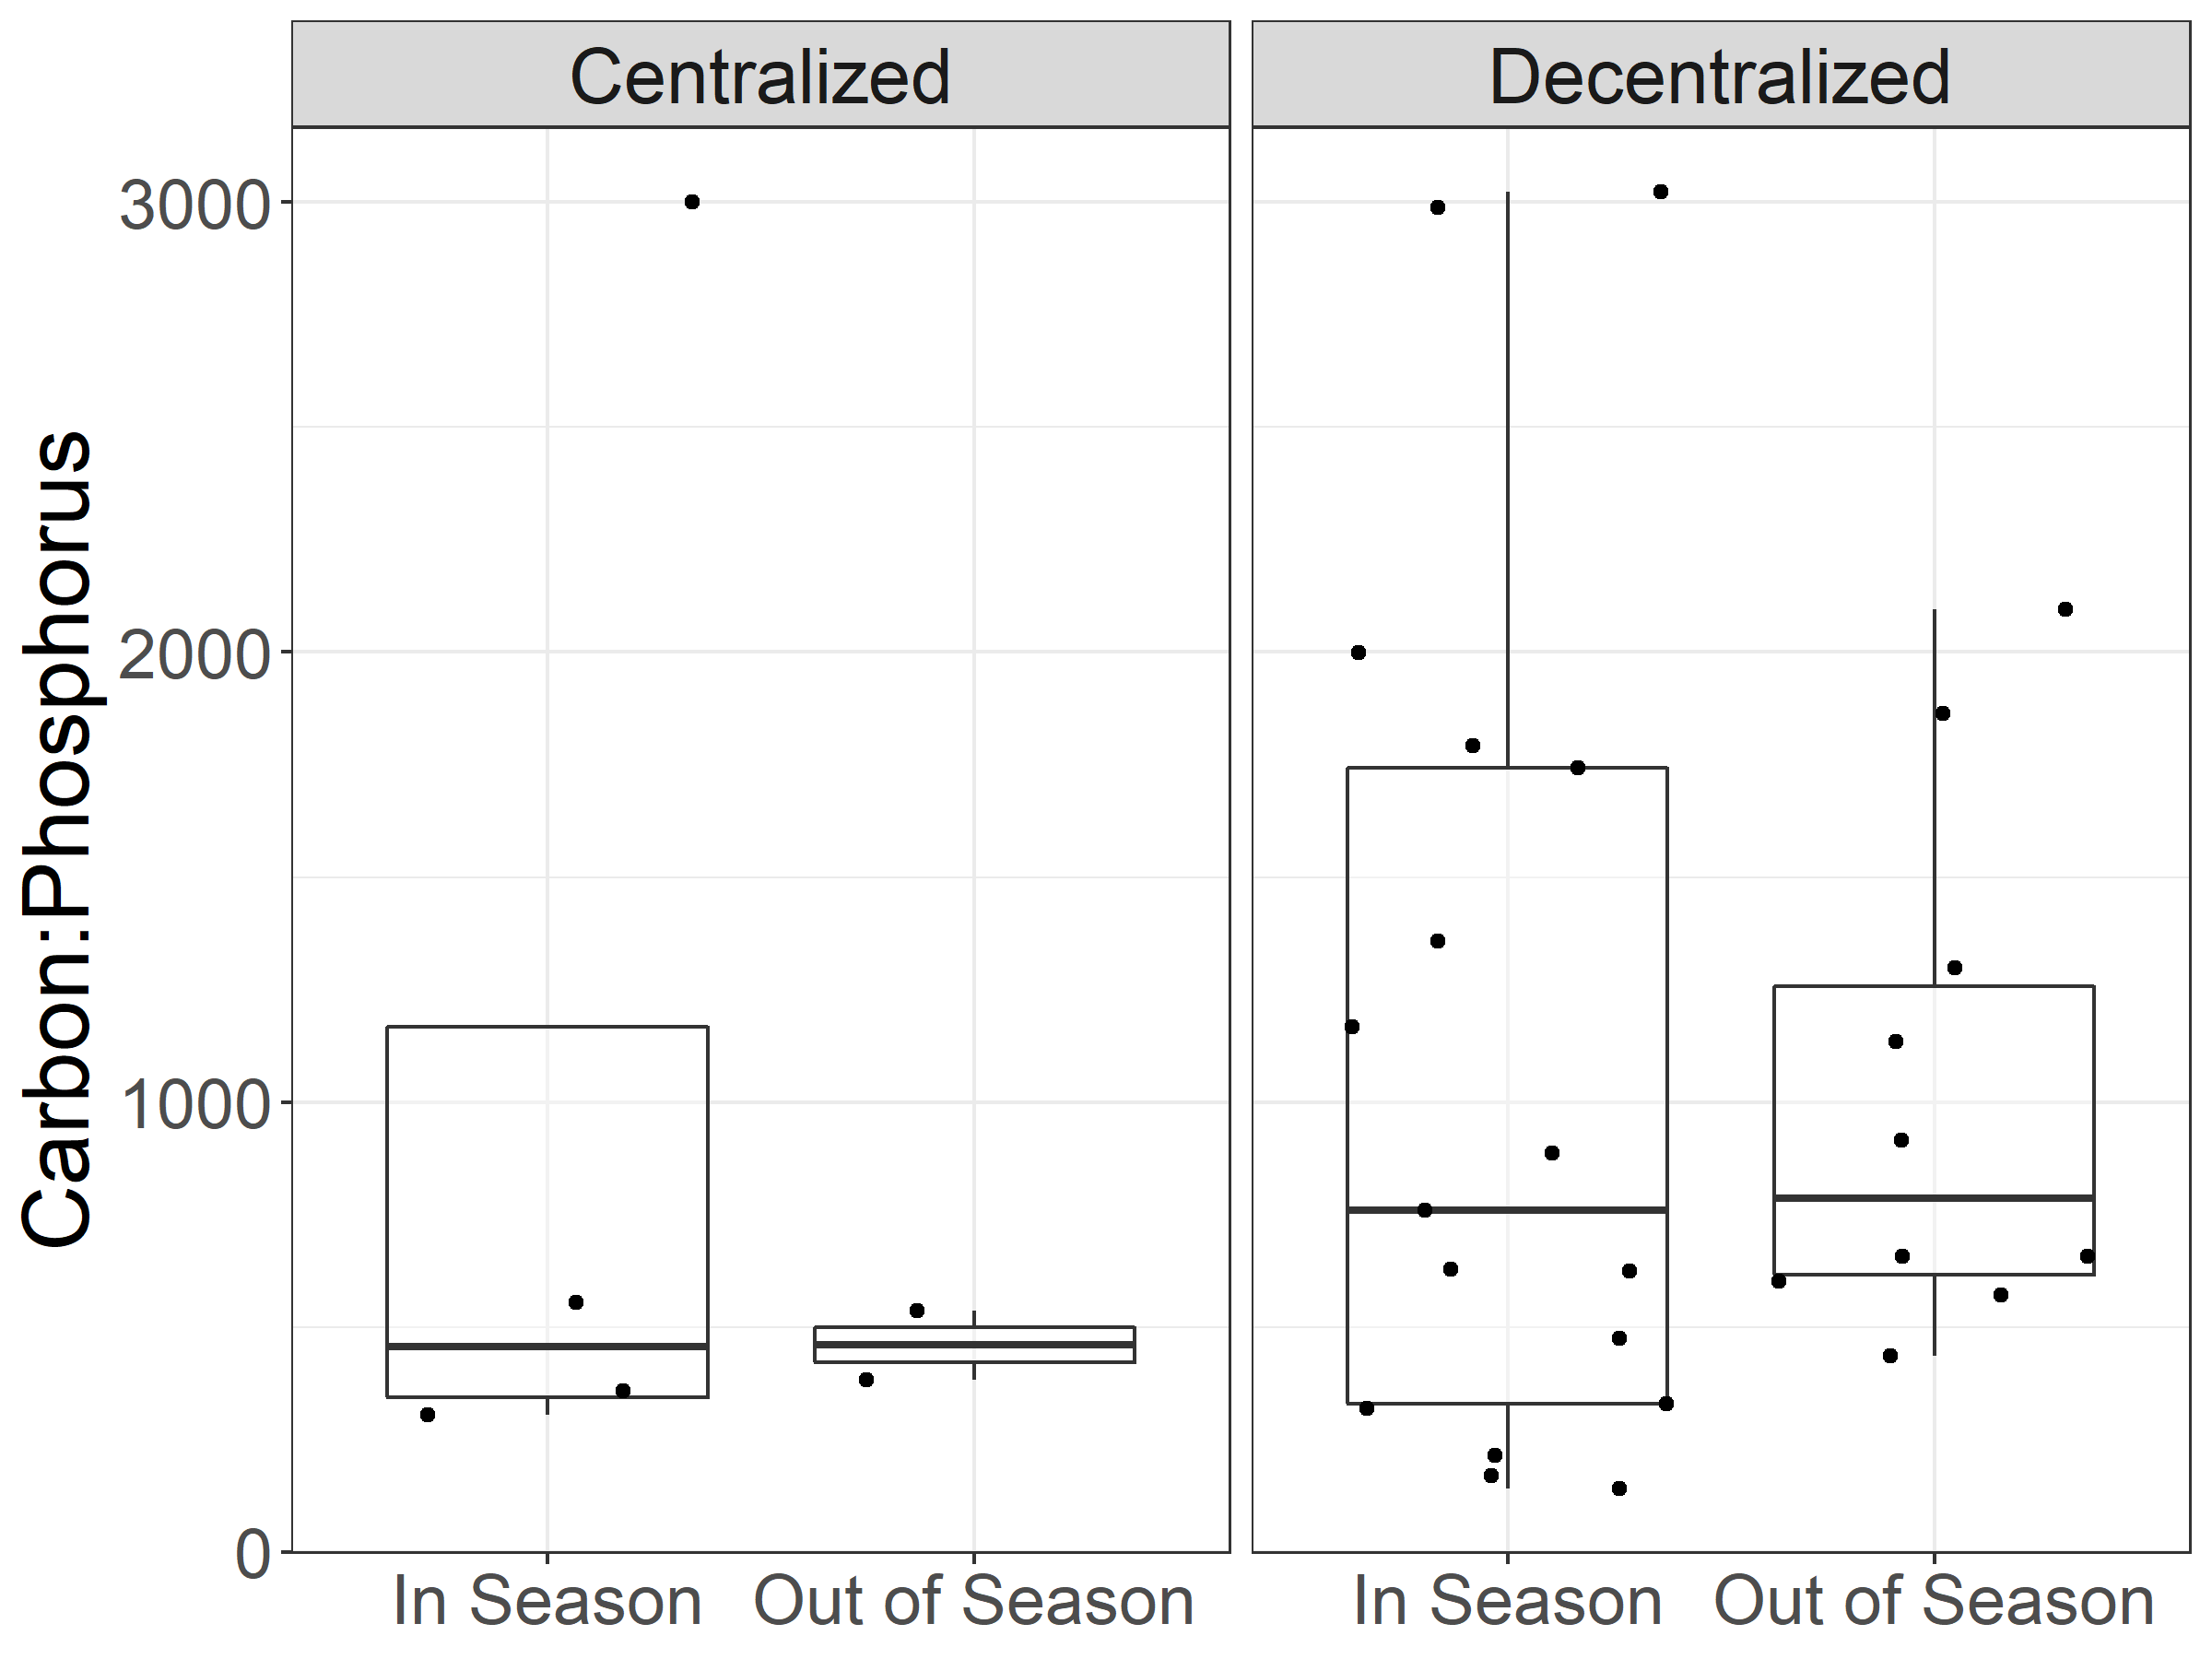 Centralized
Decentralized
Carbon:Phosphorus
3000
2000
1000
0
In Season
Out of Season
In Season
Out of Season